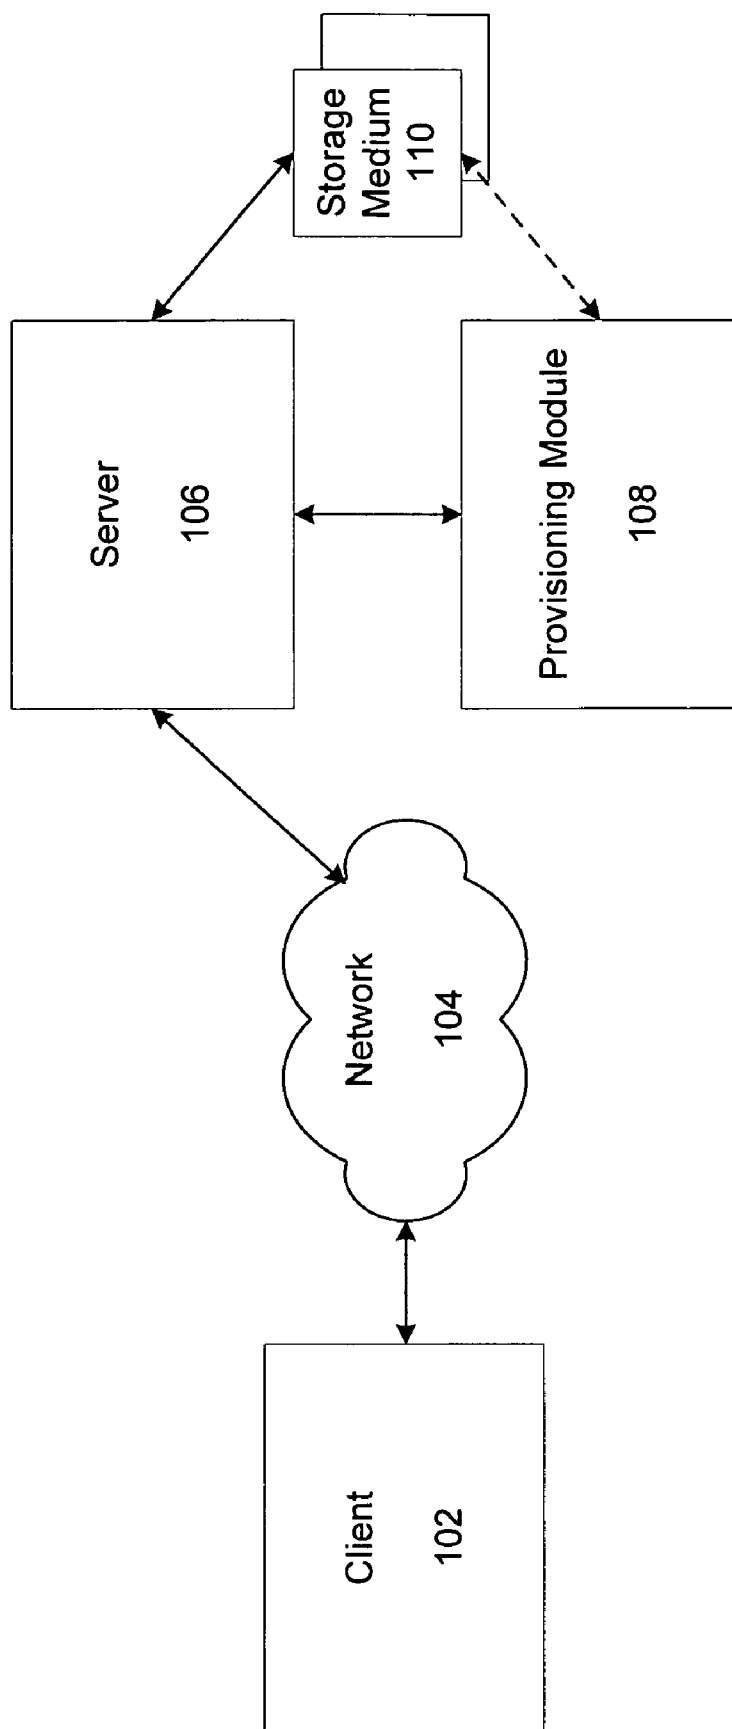 Client
102
Network
104
Server
106
Provisioning Module
108
Storage
Medium
110